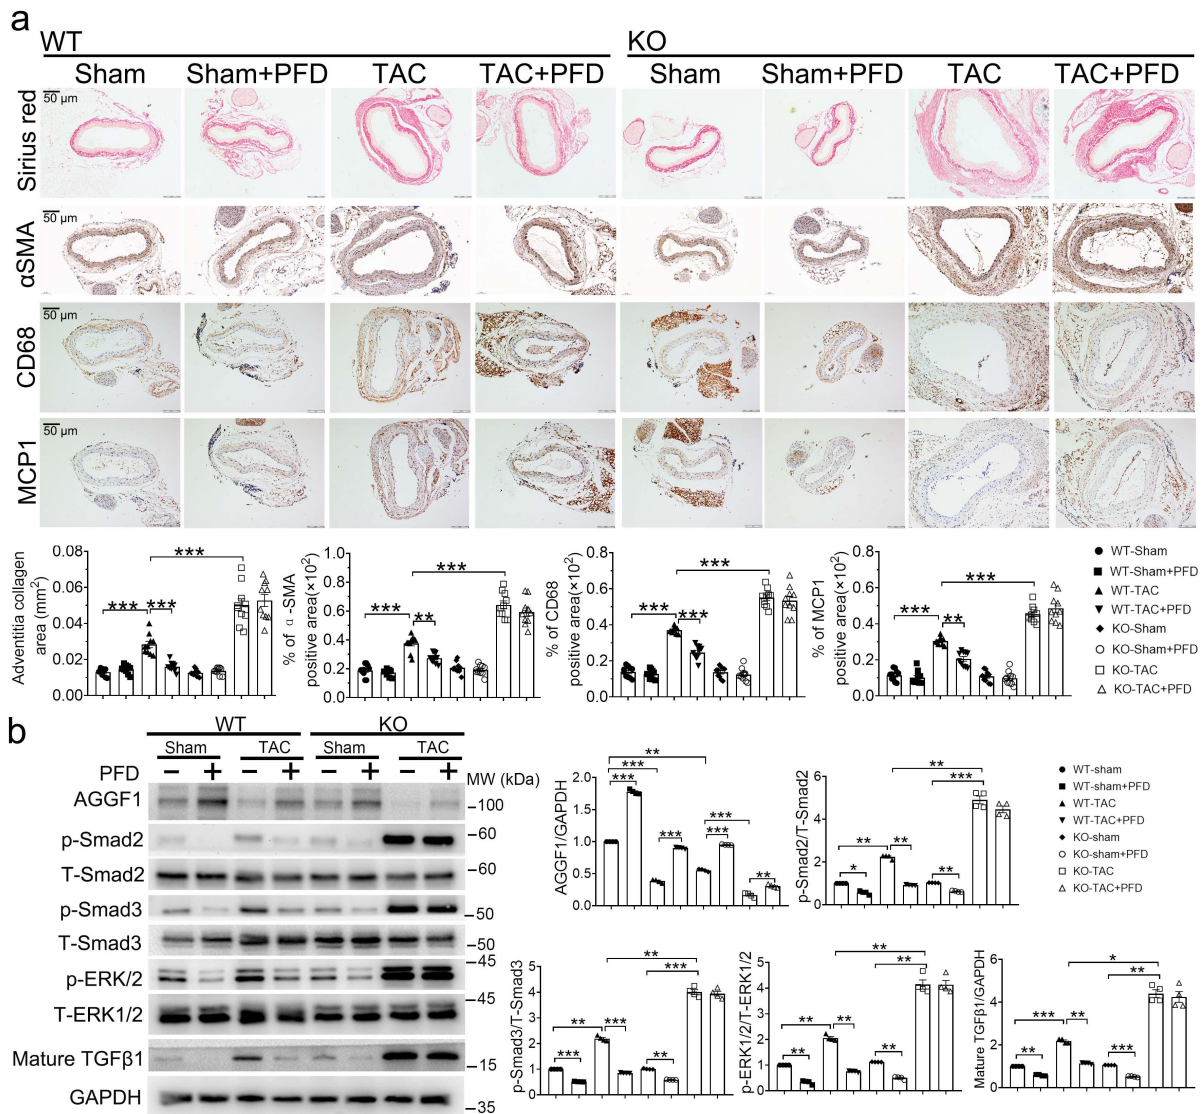 a
WT KO
Sham Sham+PFD TAC TAC+PFD Sham Sham+PFD TAC TAC+PFD
Sirius red
50 µm
αSMA
50 µm
CD68
50 µm
MCP1
50 µm
Adventitia collagen
area (mm²)
0.08
0.06
0.04
0.02
0.00
*** *** ***
% of α-SMA
positive area(×10²)
1.0
0.8
0.6
0.4
0.2
0.0
*** ** ***
% of CD68
positive area(×10²)
0.8
0.6
0.4
0.2
0.0
*** *** ***
% of MCP1
positive area(×10²)
0.8
0.6
0.4
0.2
0.0
*** ** ***
WT-Sham
WT-Sham+PFD
WT-TAC
WT-TAC+PFD
KO-Sham
KO-Sham+PFD
KO-TAC
KO-TAC+PFD
b
WT KO
Sham TAC Sham TAC
PFD − + − + − + − + MW (kDa)
AGGF1 −100
p-Smad2 −60
T-Smad2 −60
p-Smad3 −50
T-Smad3 −50
p-ERK/2 −45
T-ERK1/2 −45
Mature TGFβ1 −15
GAPDH −35
AGGF1/GAPDH
2.0
1.5
1.0
0.5
0.0
** *** *** *** *** *** **
p-Smad2/T-Smad2
6
4
2
0
* ** ** ** *** **
WT-sham
WT-sham+PFD
WT-TAC
WT-TAC+PFD
KO-sham
KO-sham+PFD
KO-TAC
KO-TAC+PFD
p-Smad3/T-Smad3
5
4
3
2
1
0
*** ** *** ** *** **
p-ERK1/2/T-ERK1/2
5
4
3
2
1
0
** ** ** ** ** **
Mature TGFβ1/GAPDH
6
4
2
0
** *** ** *** ** *